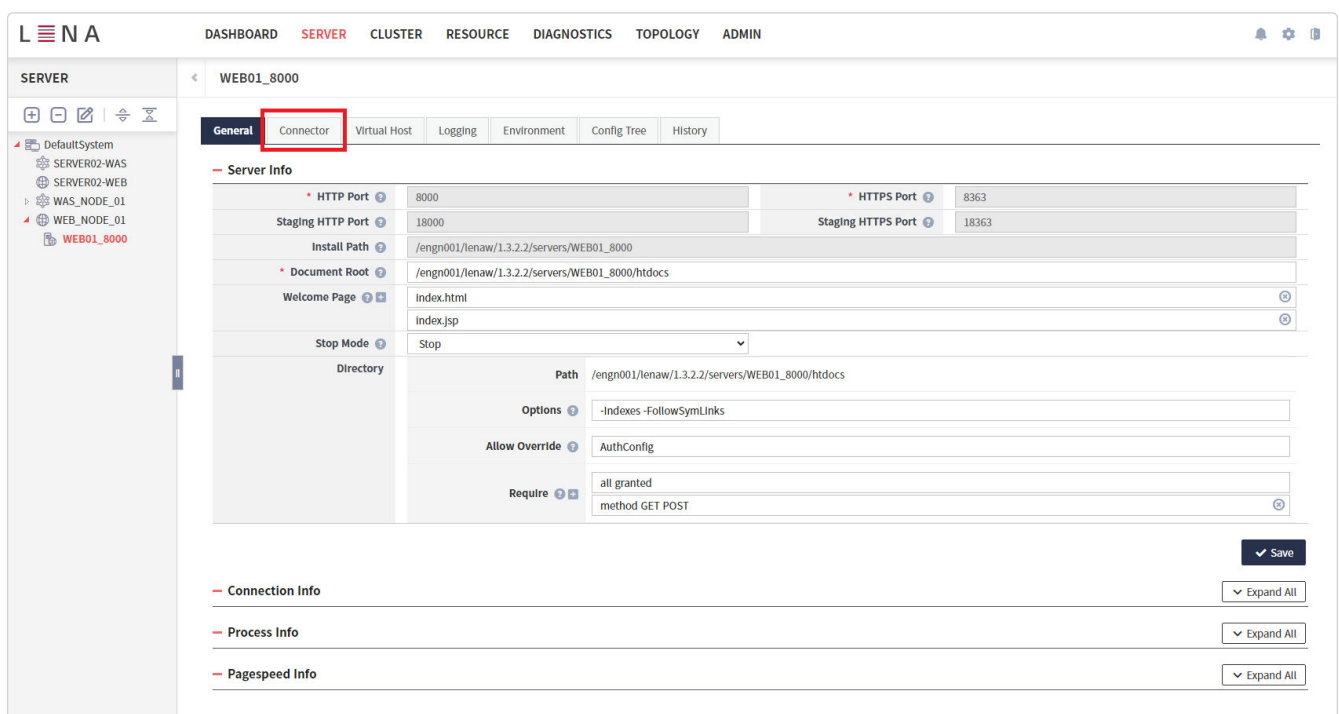 LENA
DASHBOARD SERVER CLUSTER RESOURCE DIAGNOSTICS TOPOLOGY ADMIN
SERVER
WEB01_8000
General Connector Virtual Host Logging Environment Config Tree History
DefaultSystem
SERVER02-WAS
SERVER02-WEB
WAS_NODE_01
WEB_NODE_01
WEB01_8000
Server Info
* HTTP Port 8000 * HTTPS Port 8363
Staging HTTP Port 18000 Staging HTTPS Port 18363
Install Path /engn001/lenaw/1.3.2.2/servers/WEB01_8000
* Document Root /engn001/lenaw/1.3.2.2/servers/WEB01_8000/htdocs
Welcome Page index.html
index.jsp
Stop Mode Stop
Directory
Path /engn001/lenaw/1.3.2.2/servers/WEB01_8000/htdocs
Options -Indexes -FollowSymLinks
Allow Override AuthConfig
Require all granted
method GET POST
Save
Connection Info Expand All
Process Info Expand All
Pagespeed Info Expand All